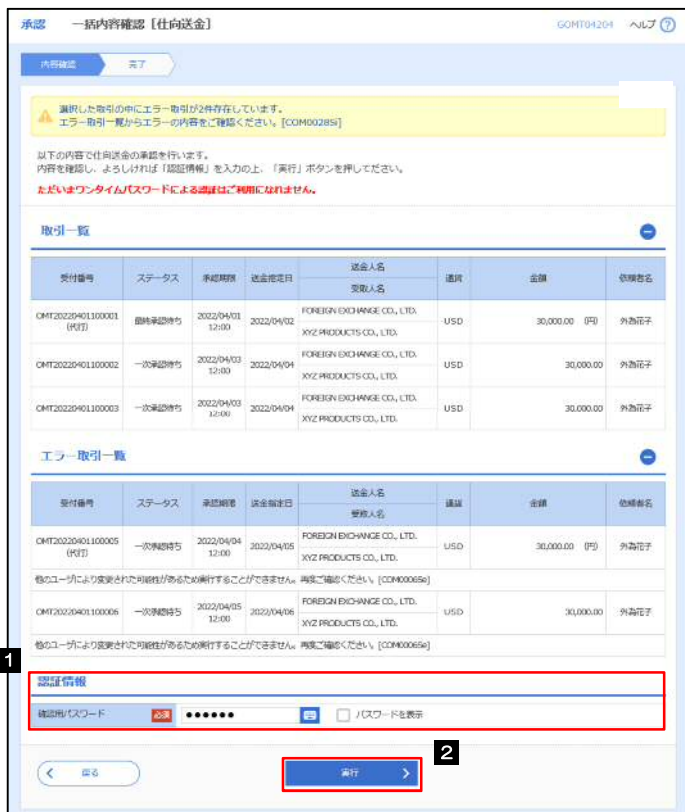 承認 一括内容確認［仕向送金］ GOMT04204 ヘルプ ?
内容確認 完了
選択した取引の中にエラー取引が2件存在しています。
エラー取引一覧からエラーの内容をご確認ください。[COM00285i]
以下の内容で仕向送金の承認を行います。
内容を確認し、よろしければ「認証情報」を入力の上、「実行」ボタンを押してください。
ただいまワンタイムパスワードによる認証はご利用になれません。
取引一覧
受付番号 ステータス 承認期限 送金指定日 送金人名 受取人名 通貨 金額 依頼者名
OMT20220401100001 (代行) 最終承認待ち 2022/04/01 12:00 2022/04/02 FOREIGN EXCHANGE CO., LTD. XYZ PRODUCTS CO., LTD. USD 30,000.00 (円) 外為花子
OMT20220401100002 一次承認待ち 2022/04/03 12:00 2022/04/04 FOREIGN EXCHANGE CO., LTD. XYZ PRODUCTS CO., LTD. USD 30,000.00 外為花子
OMT20220401100003 一次承認待ち 2022/04/03 12:00 2022/04/04 FOREIGN EXCHANGE CO., LTD. XYZ PRODUCTS CO., LTD. USD 30,000.00 外為花子
エラー取引一覧
受付番号 ステータス 承認期限 送金指定日 送金人名 受取人名 通貨 金額 依頼者名
OMT20220401100005 (代行) 一次承認待ち 2022/04/04 12:00 2022/04/05 FOREIGN EXCHANGE CO., LTD. XYZ PRODUCTS CO., LTD. USD 30,000.00 (円) 外為花子
他のユーザにより変更された可能性があるため実行することができません。再度ご確認ください。[COM00065e]
OMT20220401100006 一次承認待ち 2022/04/05 12:00 2022/04/06 FOREIGN EXCHANGE CO., LTD. XYZ PRODUCTS CO., LTD. USD 30,000.00 外為花子
他のユーザにより変更された可能性があるため実行することができません。再度ご確認ください。[COM00065e]
1
認証情報
確認用パスワード 必須 ●●●●●● パスワードを表示
2
戻る 実行